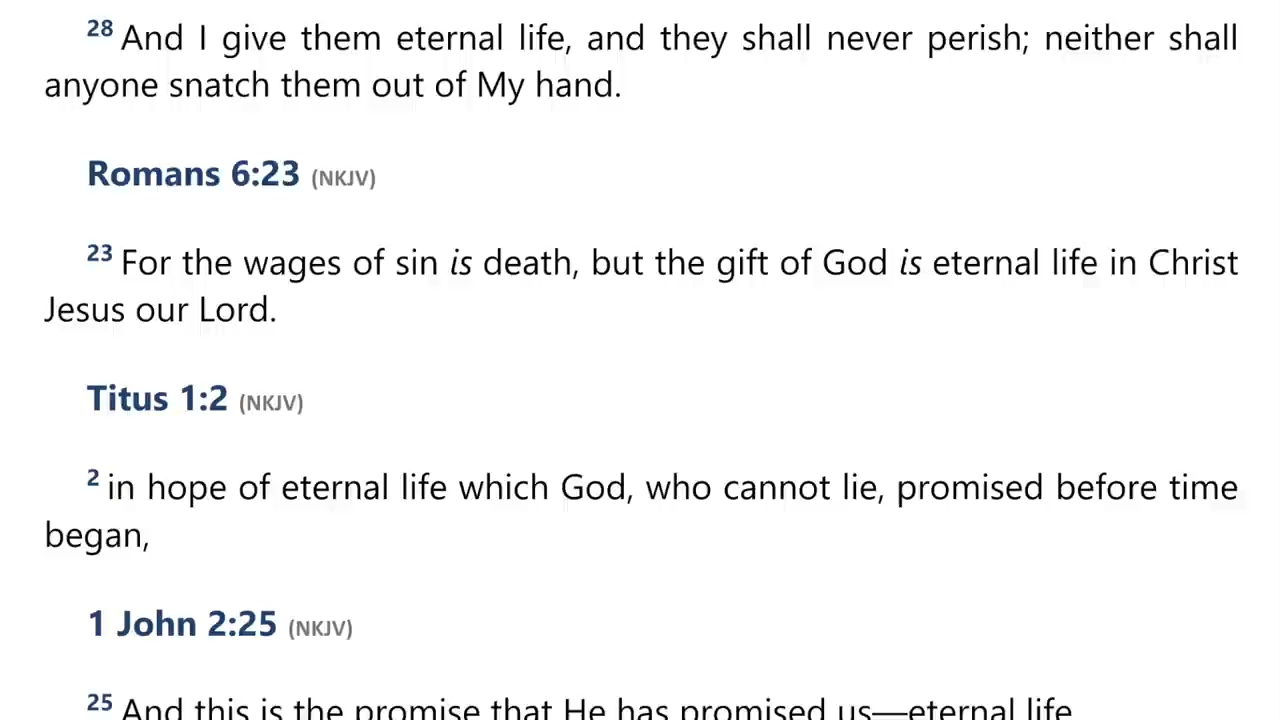 28 And I give them eternal life, and they shall never perish; neither shall
anyone snatch them out of My hand.
Romans 6:23 (NKJV)
23 For the wages of sin is death, but the gift of God is eternal life in Christ
Jesus our Lord.
Titus 1:2 (NKJV)
2 in hope of eternal life which God, who cannot lie, promised before time
began,
1 John 2:25 (NKJV)
25 And this is the promise that He has promised us—eternal life